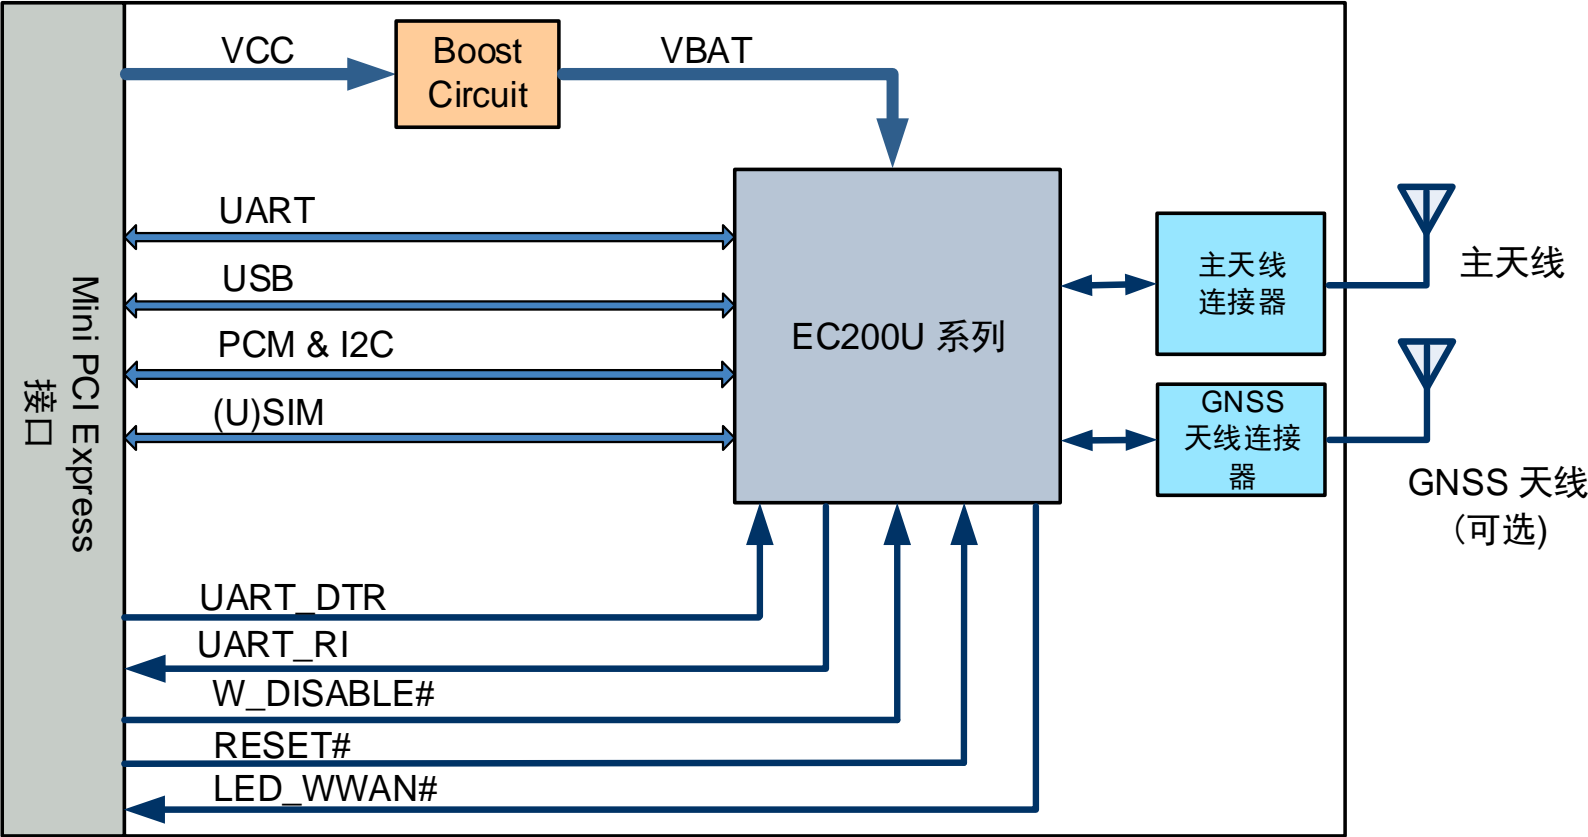 VCC
Boost
Circuit
VBAT
UART
USB
PCM & I2C
(U)SIM
Mini PCI Express
接口
EC200U 系列
主天线
连接器
主天线
GNSS
天线连接
器
GNSS 天线
(可选)
UART_DTR
UART_RI
W_DISABLE#
RESET#
LED_WWAN#